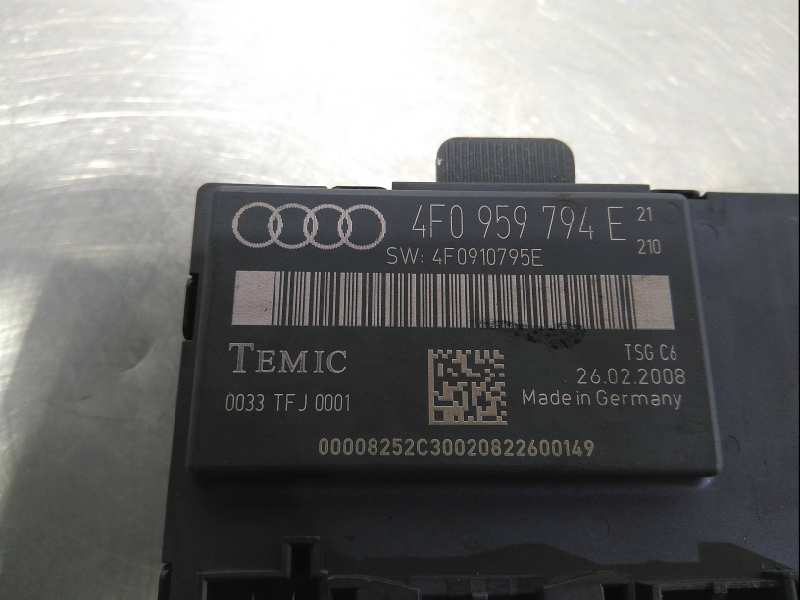 4F0 959 794 E 21
210
SW: 4F0910795E
TEMIC
TSG C6
26.02.2008
0033 TFJ 0001
Made in Germany
00008252C30020822600149